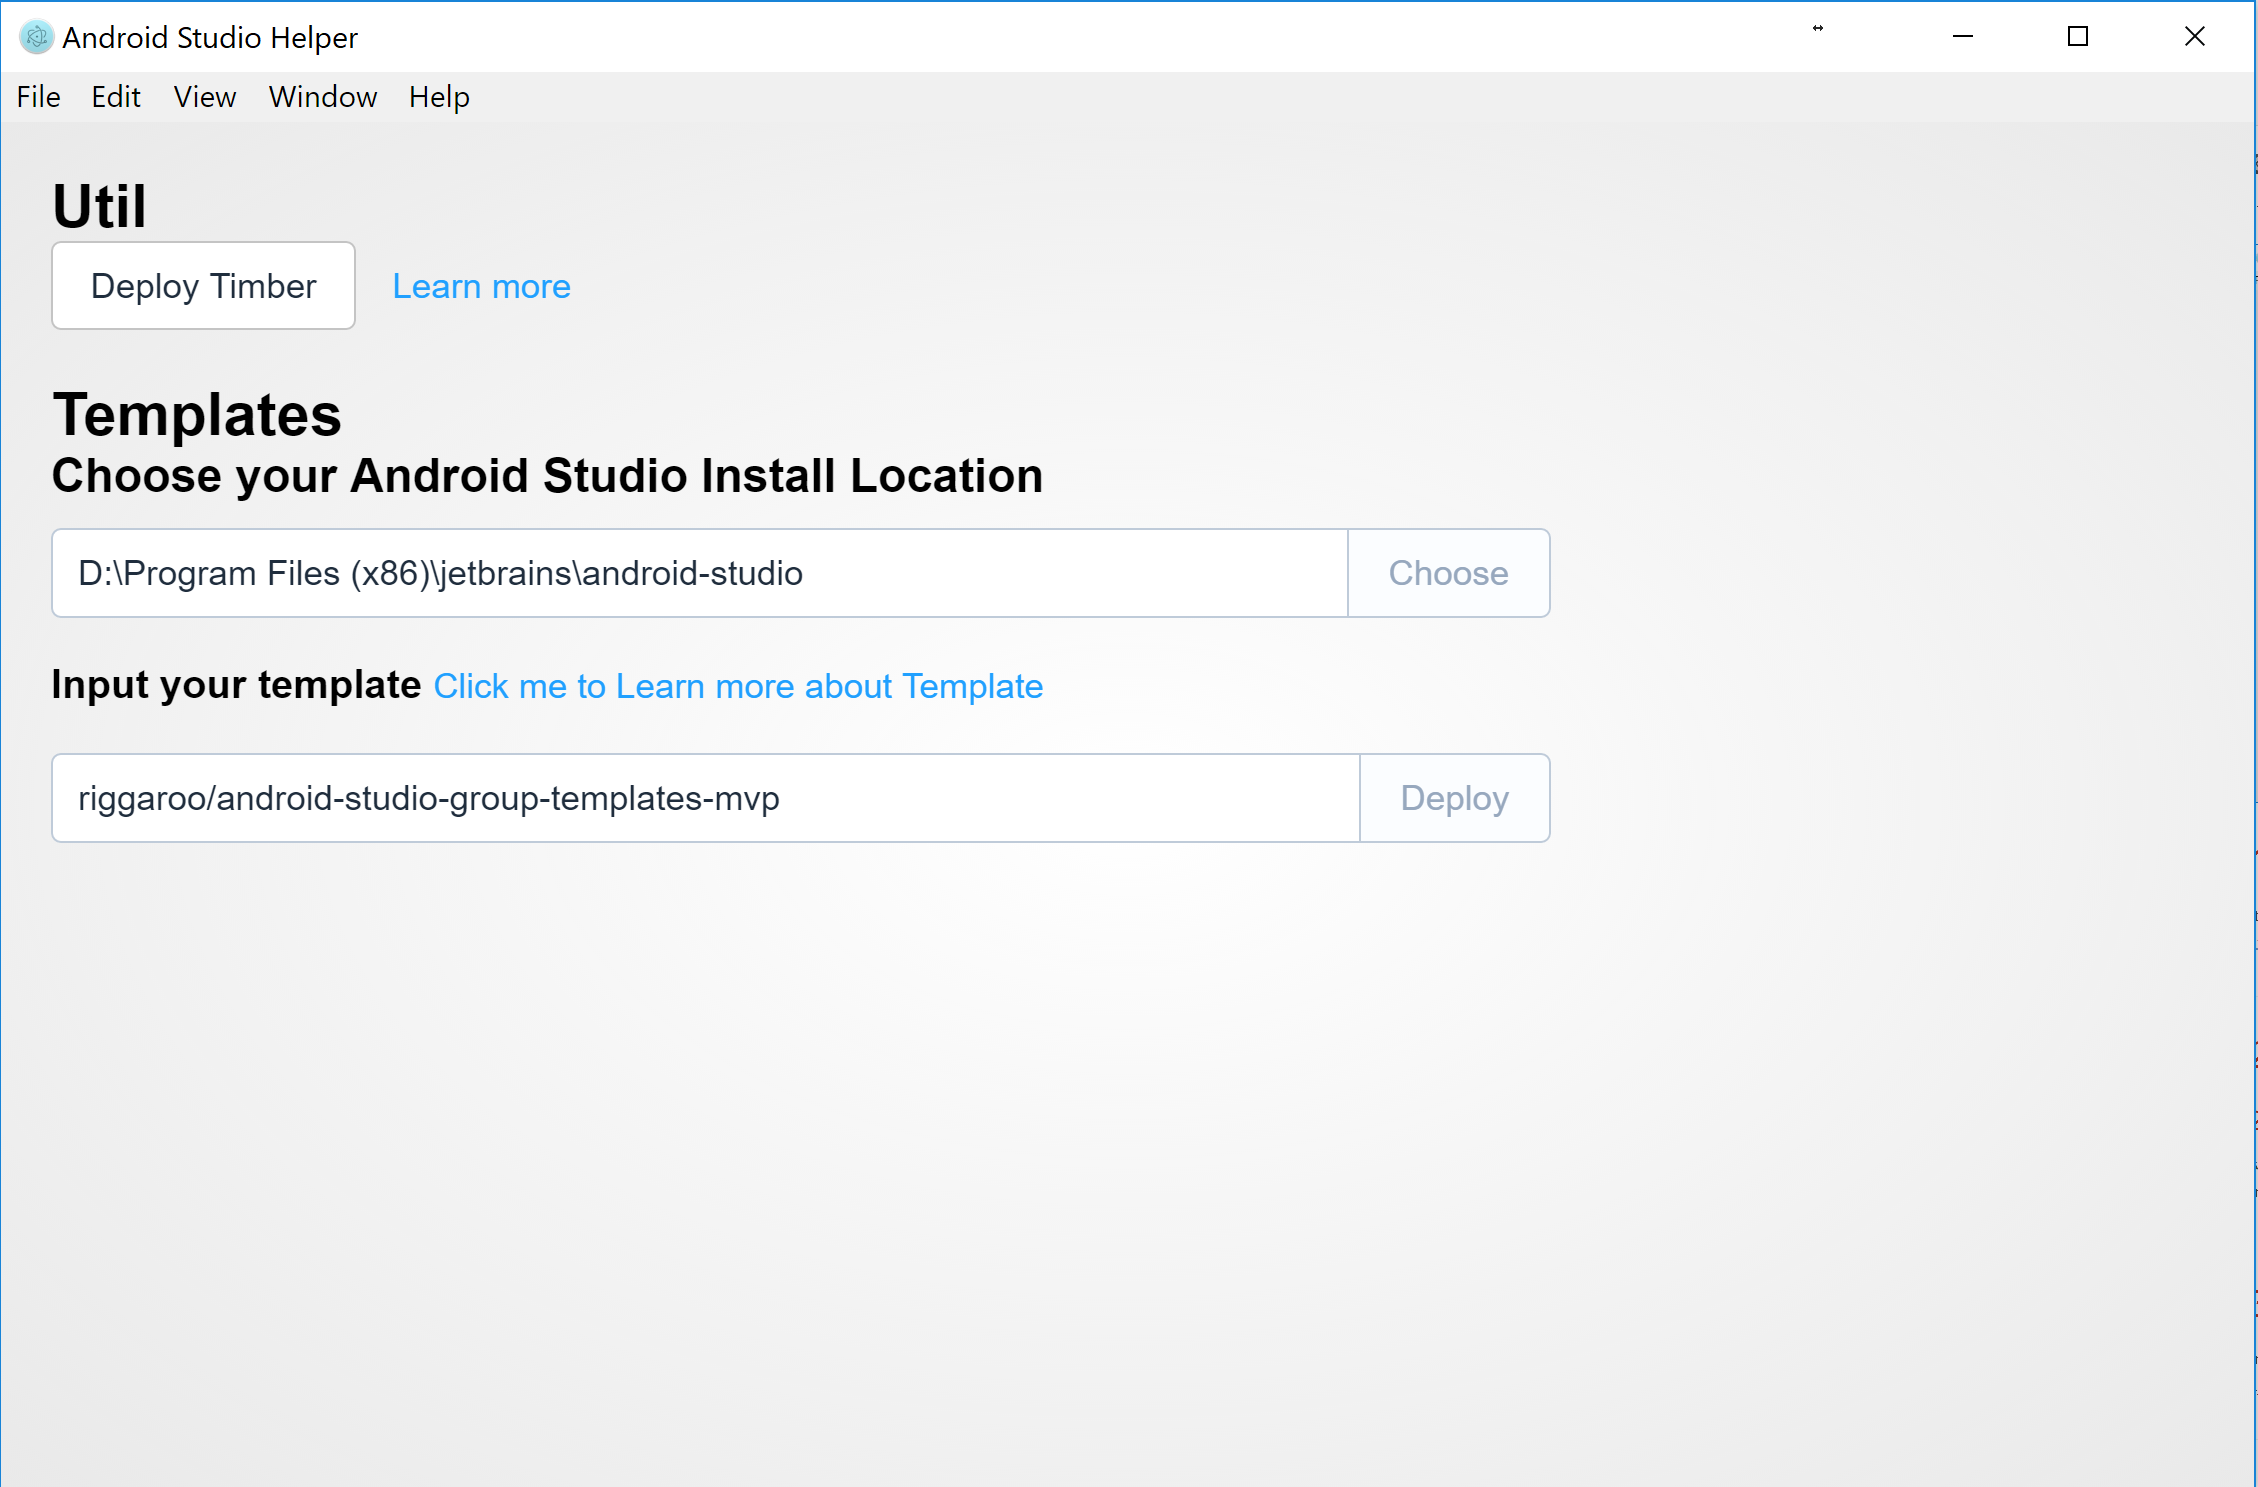 Android Studio Helper
File Edit View Window Help
Util
Deploy Timber Learn more
Templates
Choose your Android Studio Install Location
D:\Program Files (x86)\jetbrains\android-studio Choose
Input your template Click me to Learn more about Template
riggaroo/android-studio-group-templates-mvp Deploy